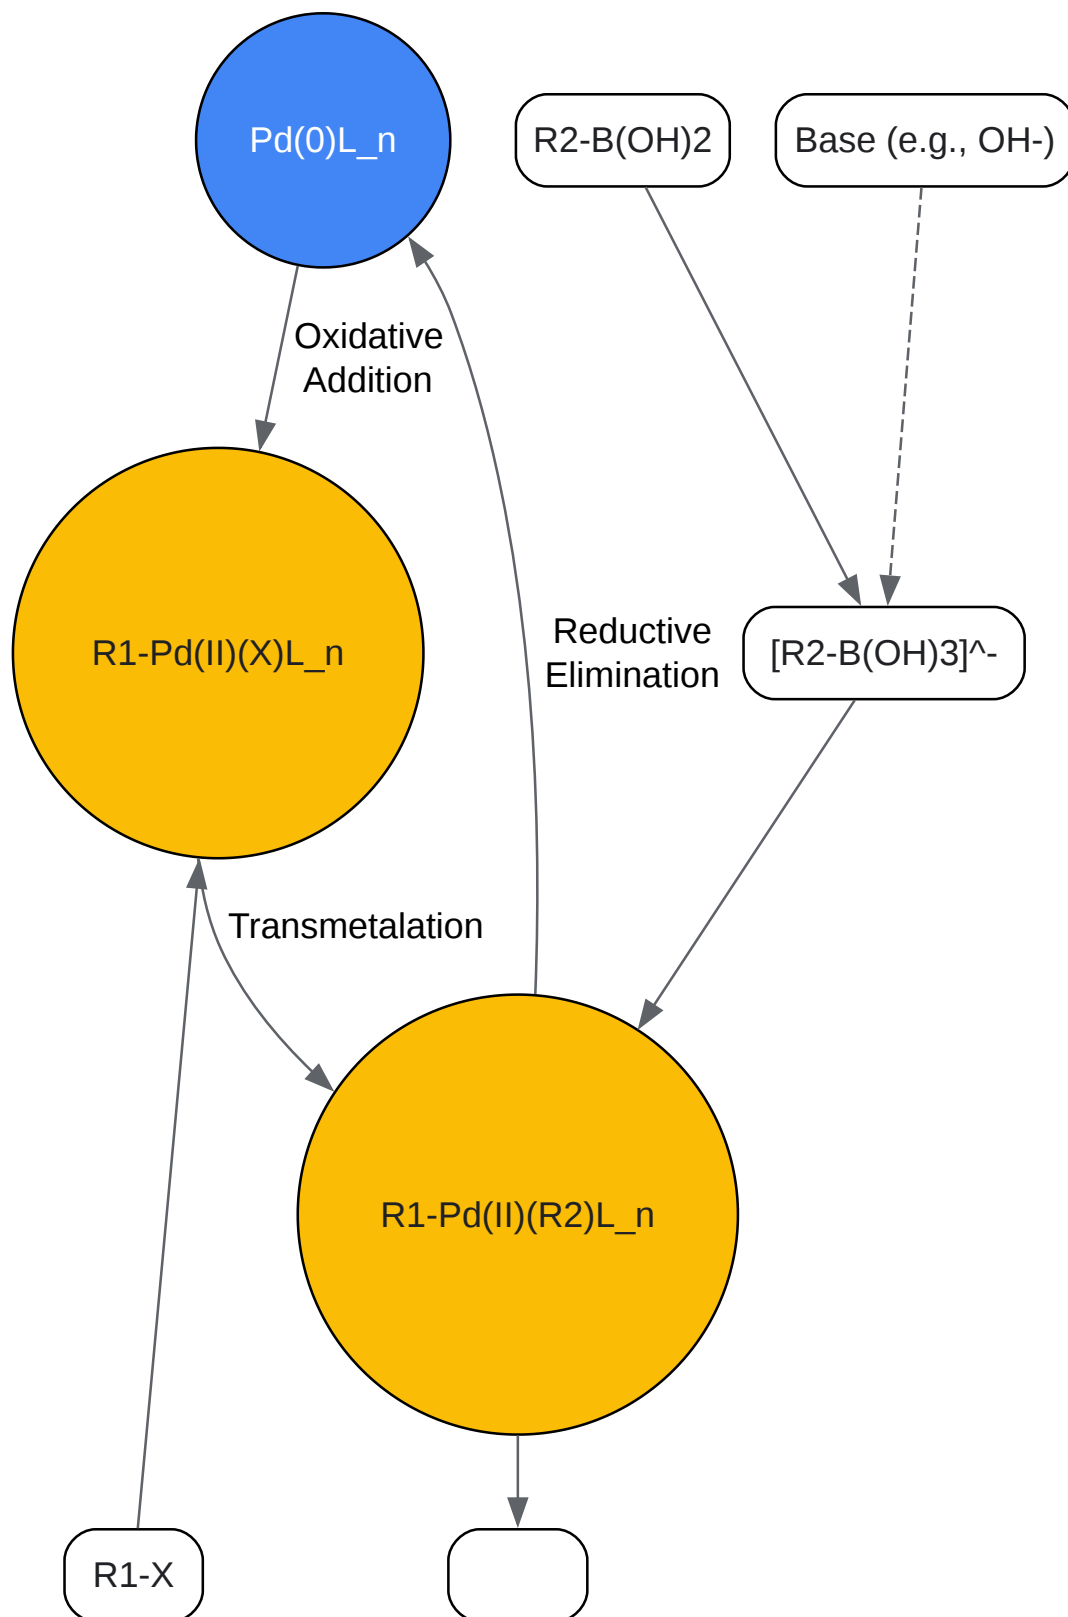 Pd(0)L_n
R2-B(OH)2
Base (e.g., OH-)
Oxidative
Addition
Reductive
Elimination
R1-Pd(II)(X)L_n
[R2-B(OH)3]^-
Transmetalation
R1-Pd(II)(R2)L_n
R1-X